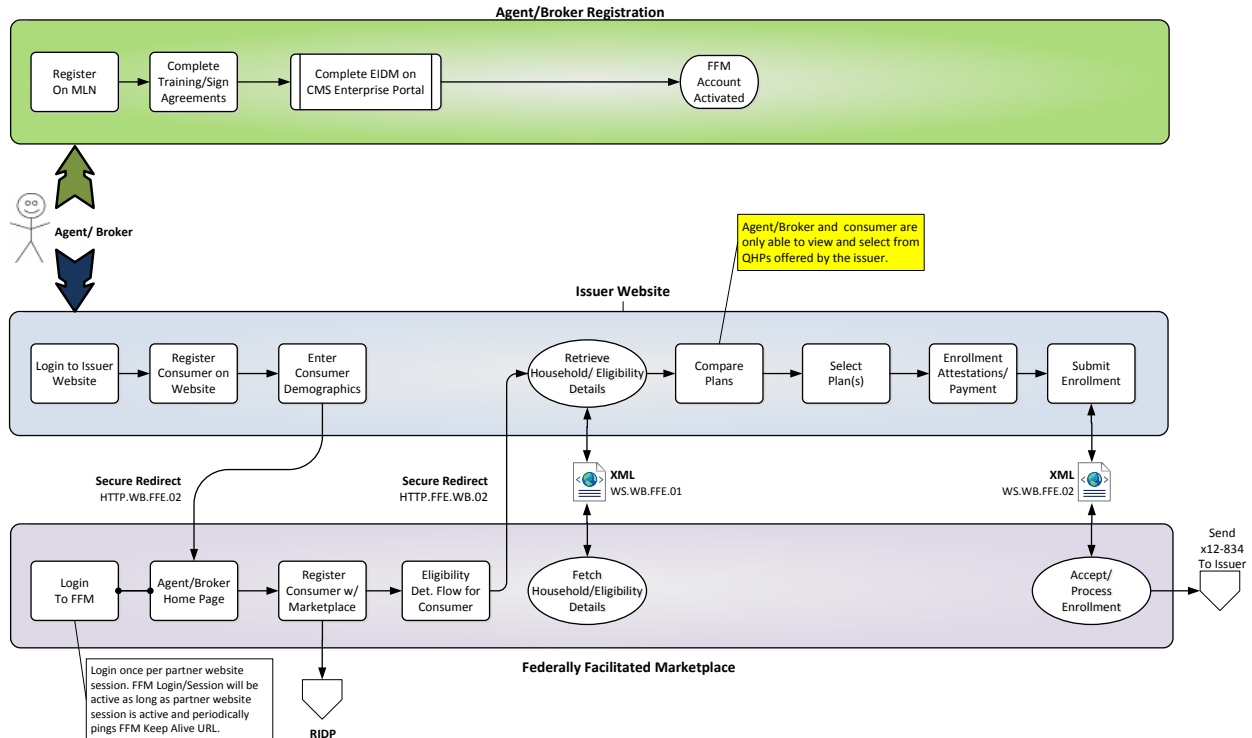 Agent/Broker Registration
Register
On MLN
Complete
Training/Sign
Agreements
Complete EIDM on
CMS Enterprise Portal
FFM
Account
Activated
Agent/ Broker
Agent/Broker and consumer are
only able to view and select from
QHPs offered by the issuer.
Issuer Website
Login to Issuer
Website
Register
Consumer on
Website
Enter
Consumer
Demographics
Retrieve
Household/ Eligibility
Details
Compare
Plans
Select
Plan(s)
Enrollment
Attestations/
Payment
Submit
Enrollment
Secure Redirect
HTTP.WB.FFE.02
Secure Redirect
HTTP.FFE.WB.02
XML
WS.WB.FFE.01
XML
WS.WB.FFE.02
Login
To FFM
Agent/Broker
Home Page
Register
Consumer w/
Marketplace
Eligibility
Det. Flow for
Consumer
Fetch
Household/Eligibility
Details
Accept/
Process
Enrollment
Send
x12-834
To Issuer
Federally Facilitated Marketplace
Login once per partner website
session. FFM Login/Session will be
active as long as partner website
session is active and periodically
pings FFM Keep Alive URL.
RIDP